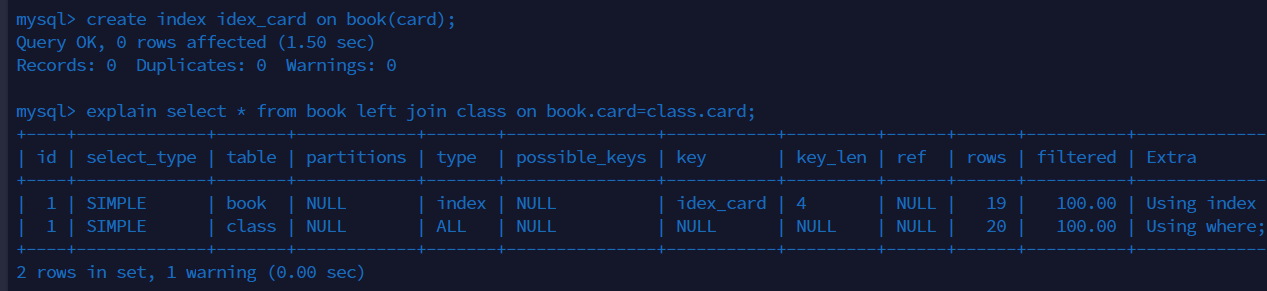 mysql> create index idex_card on book(card);
Query OK, 0 rows affected (1.50 sec)
Records: 0  Duplicates: 0  Warnings: 0

mysql> explain select * from book left join class on book.card=class.card;
+----+-------------+-------+------------+-------+---------------+-----------+---------+------+------+----------+-------------
| id | select_type | table | partitions | type  | possible_keys | key       | key_len | ref  | rows | filtered | Extra
+----+-------------+-------+------------+-------+---------------+-----------+---------+------+------+----------+-------------
|  1 | SIMPLE      | book  | NULL       | index | NULL          | idex_card | 4       | NULL |   19 |   100.00 | Using index
|  1 | SIMPLE      | class | NULL       | ALL   | NULL          | NULL      | NULL    | NULL |   20 |   100.00 | Using where;
+----+-------------+-------+------------+-------+---------------+-----------+---------+------+------+----------+-------------
2 rows in set, 1 warning (0.00 sec)